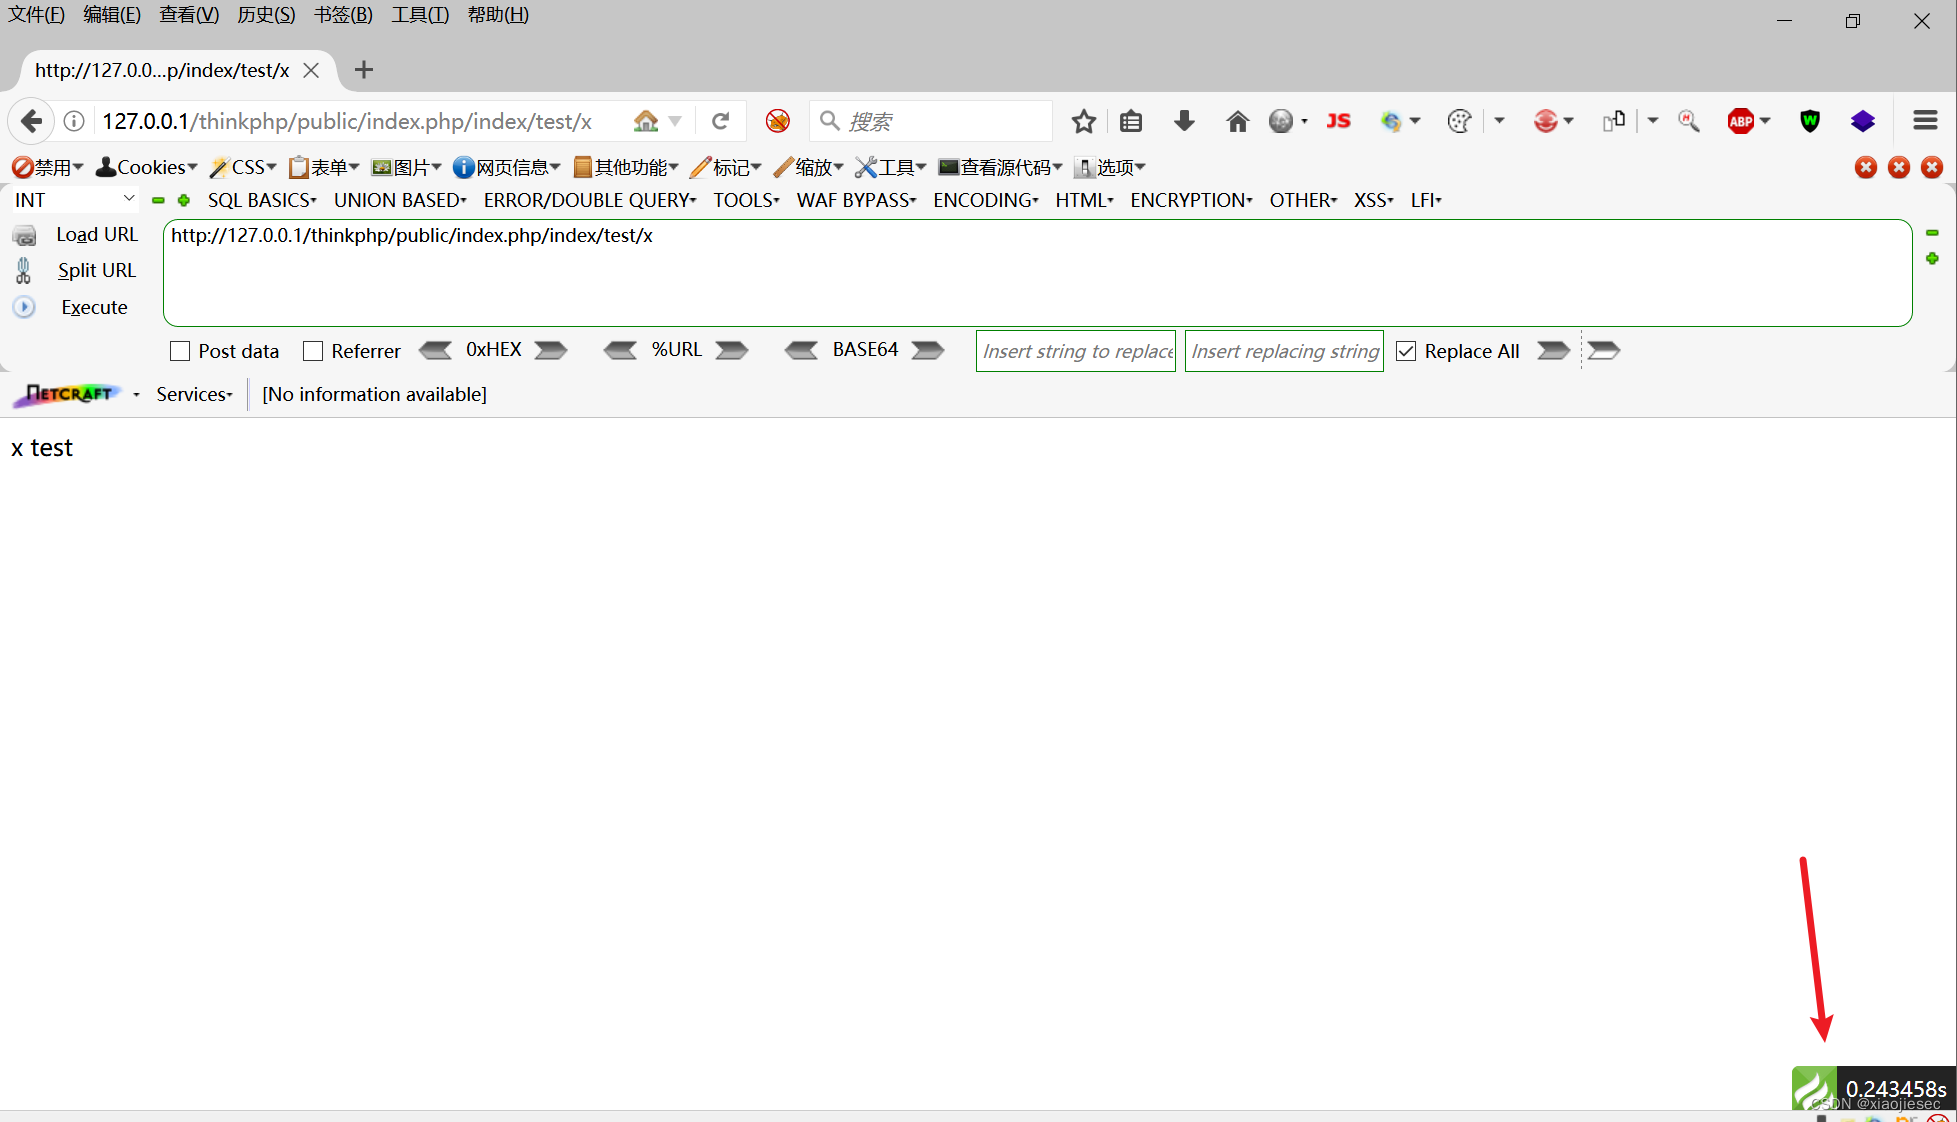 文件(F) 编辑(E) 查看(V) 历史(S) 书签(B) 工具(T) 帮助(H)
http://127.0.0...p/index/test/x
127.0.0.1/thinkphp/public/index.php/index/test/x 搜索 JS ABP W
禁用 Cookies CSS 表单 图片 网页信息 其他功能 标记 缩放 工具 查看源代码 选项
INT SQL BASICS UNION BASED ERROR/DOUBLE QUERY TOOLS WAF BYPASS ENCODING HTML ENCRYPTION OTHER XSS LFI
Load URL http://127.0.0.1/thinkphp/public/index.php/index/test/x
Split URL
Execute
Post data Referrer 0xHEX %URL BASE64 Insert string to replace Insert replacing string Replace All
NETCRAFT Services [No information available]
x test
0.243458s
CSDN @xiaojiesec